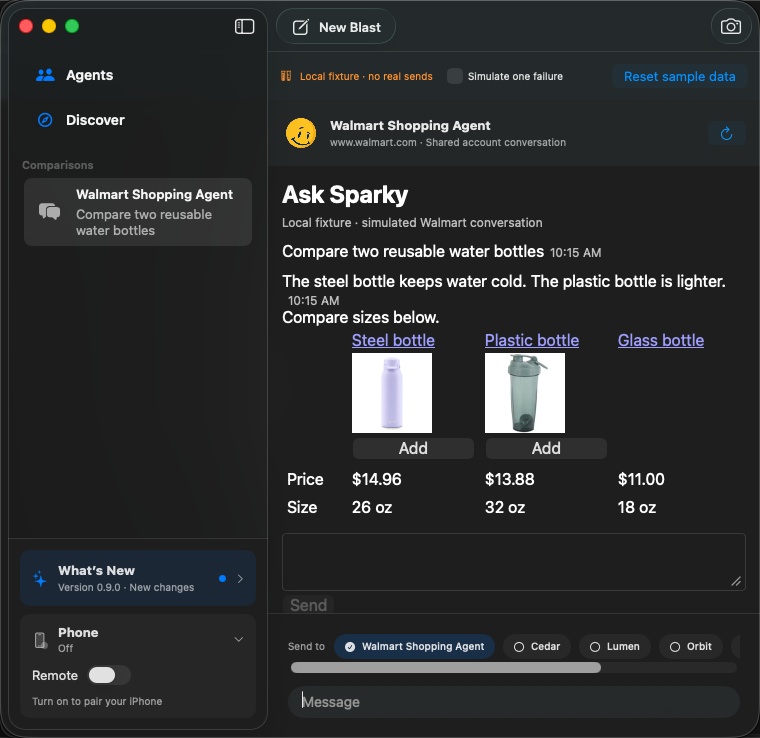 New Blast
Agents
Discover
Comparisons
Walmart Shopping Agent
Compare two reusable
water bottles
What's New
Version 0.9.0 · New changes
Phone
Off
Remote
Turn on to pair your iPhone
Local fixture · no real sends
Simulate one failure
Reset sample data
Walmart Shopping Agent
www.walmart.com · Shared account conversation
Ask Sparky
Local fixture · simulated Walmart conversation
Compare two reusable water bottles 10:15 AM
The steel bottle keeps water cold. The plastic bottle is lighter.
10:15 AM
Compare sizes below.
Steel bottle Plastic bottle Glass bottle
Add Add
Price $14.96 $13.88 $11.00
Size 26 oz 32 oz 18 oz
Send
Send to Walmart Shopping Agent Cedar Lumen Orbit
Message